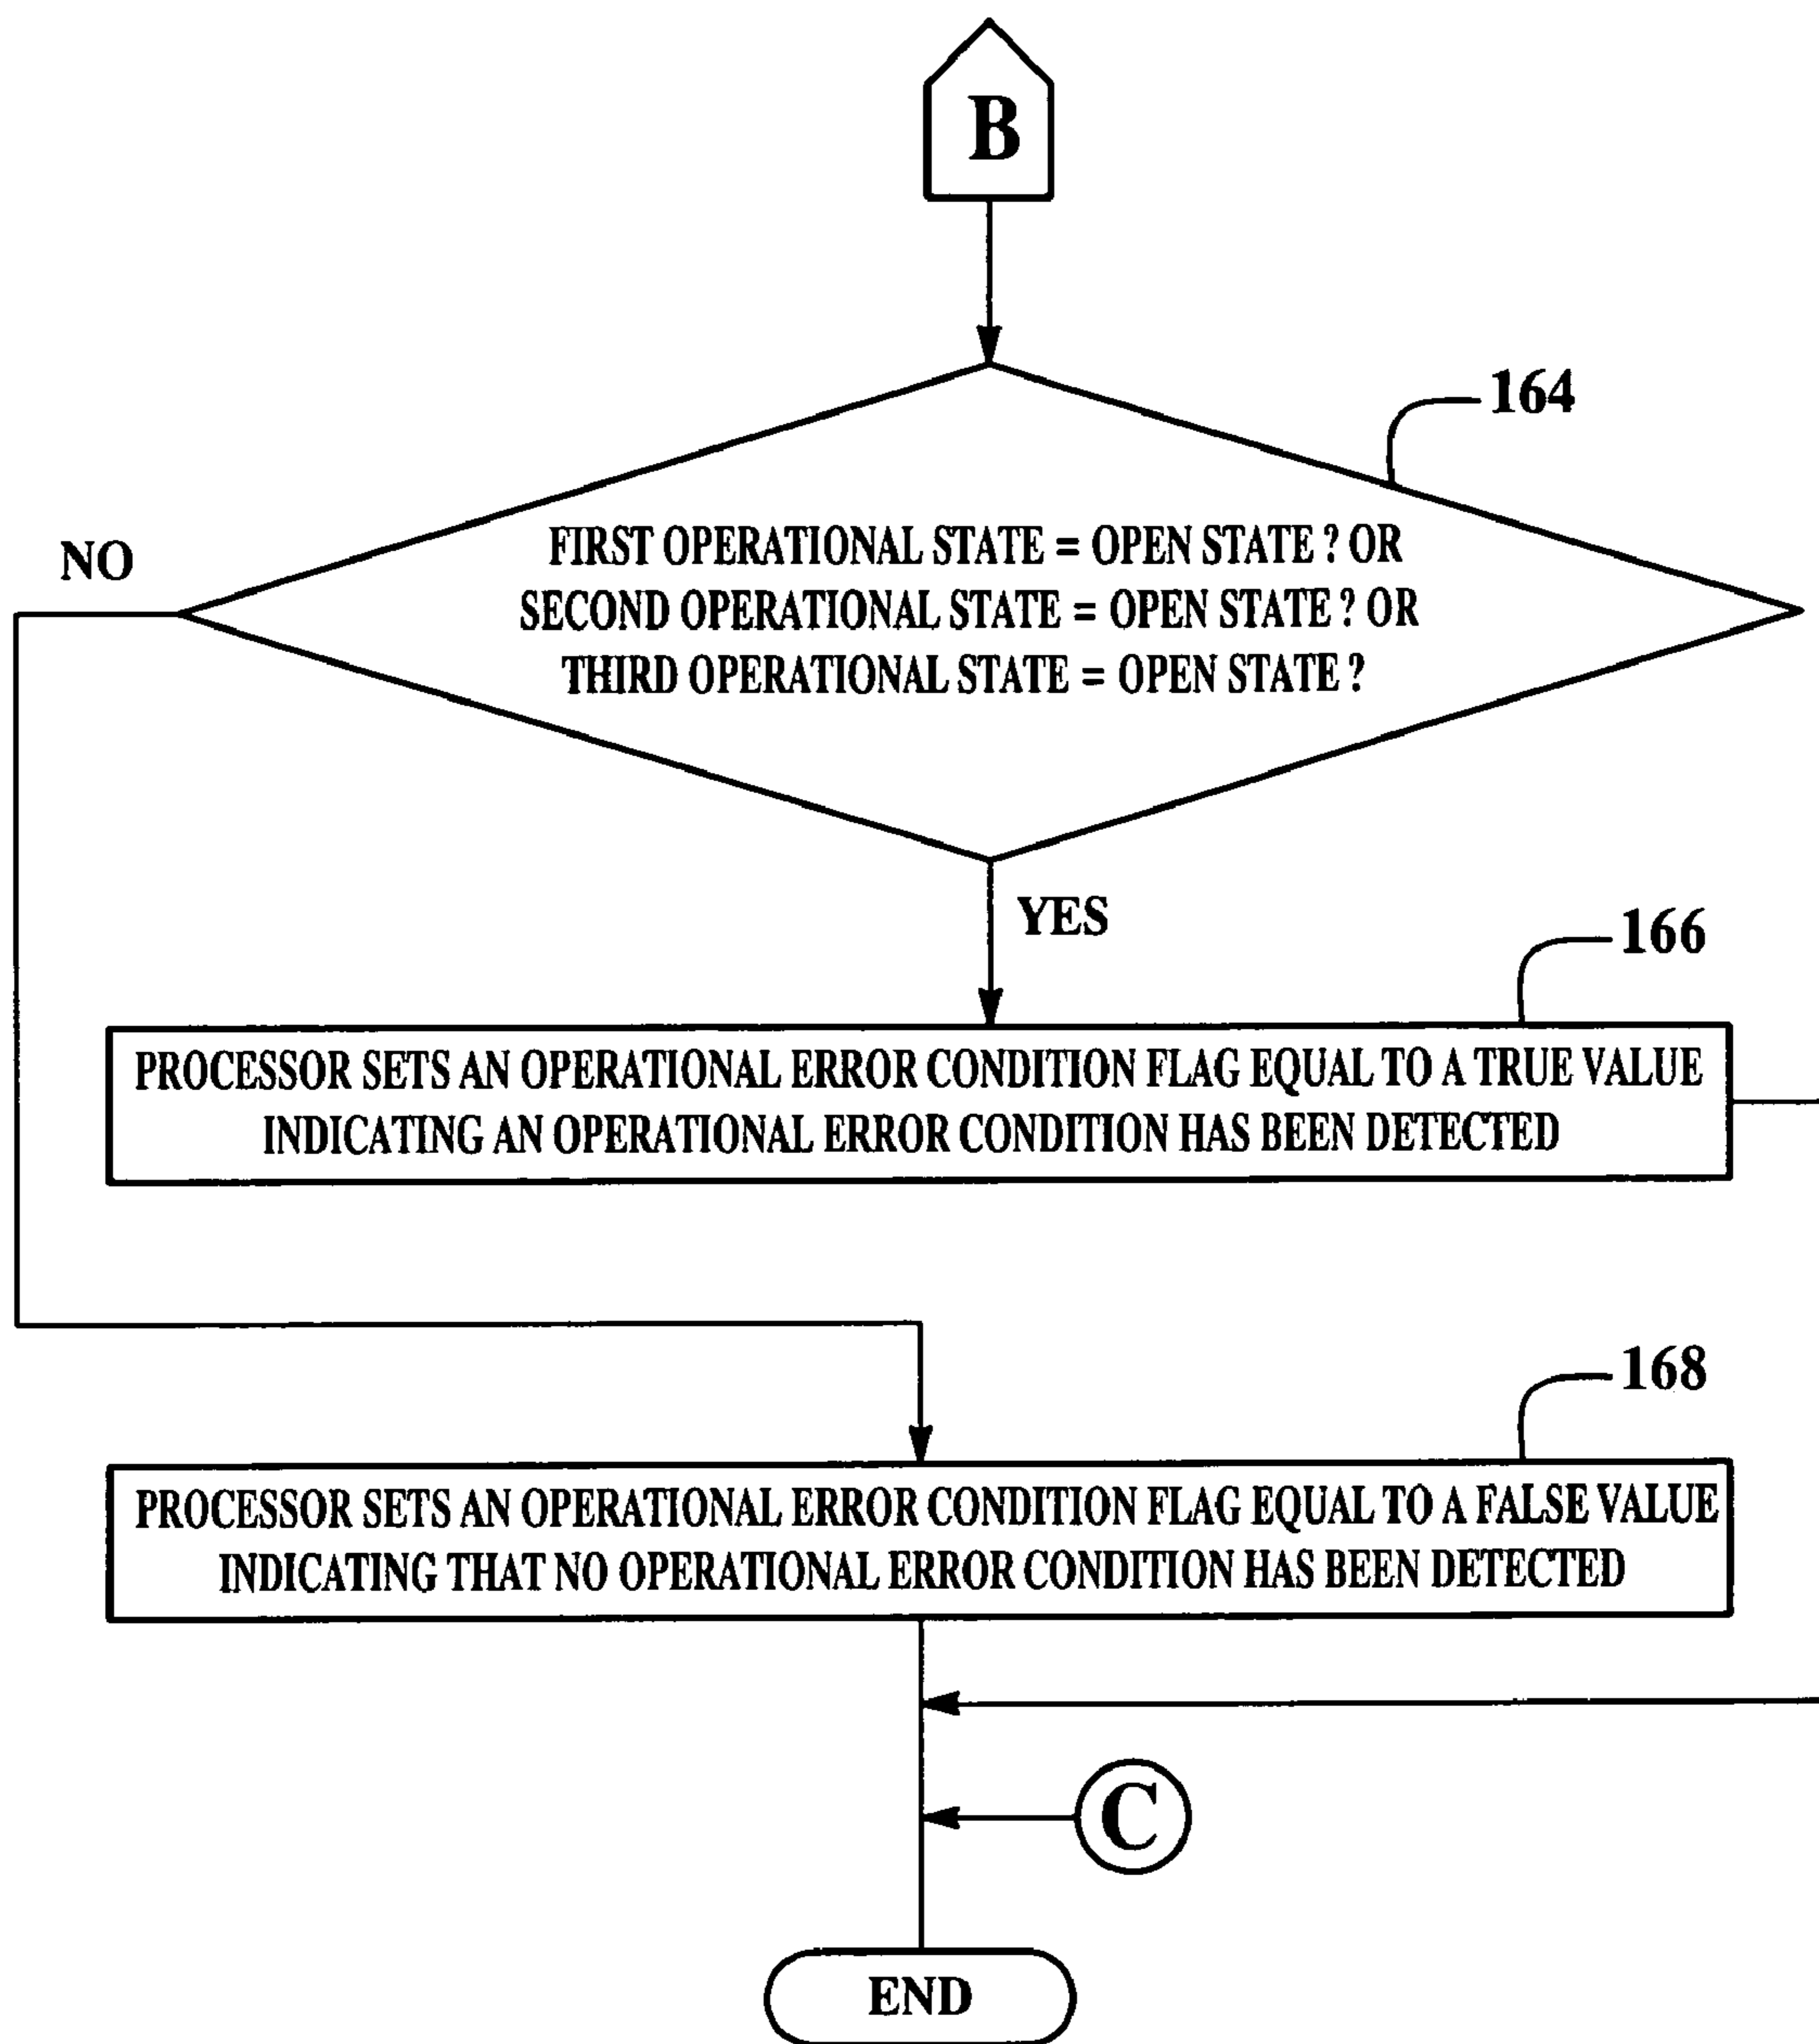 B
164
FIRST OPERATIONAL STATE = OPEN STATE ? OR
SECOND OPERATIONAL STATE = OPEN STATE ? OR
THIRD OPERATIONAL STATE = OPEN STATE ?
NO
YES
166
PROCESSOR SETS AN OPERATIONAL ERROR CONDITION FLAG EQUAL TO A TRUE VALUE
INDICATING AN OPERATIONAL ERROR CONDITION HAS BEEN DETECTED
168
PROCESSOR SETS AN OPERATIONAL ERROR CONDITION FLAG EQUAL TO A FALSE VALUE
INDICATING THAT NO OPERATIONAL ERROR CONDITION HAS BEEN DETECTED
C
END